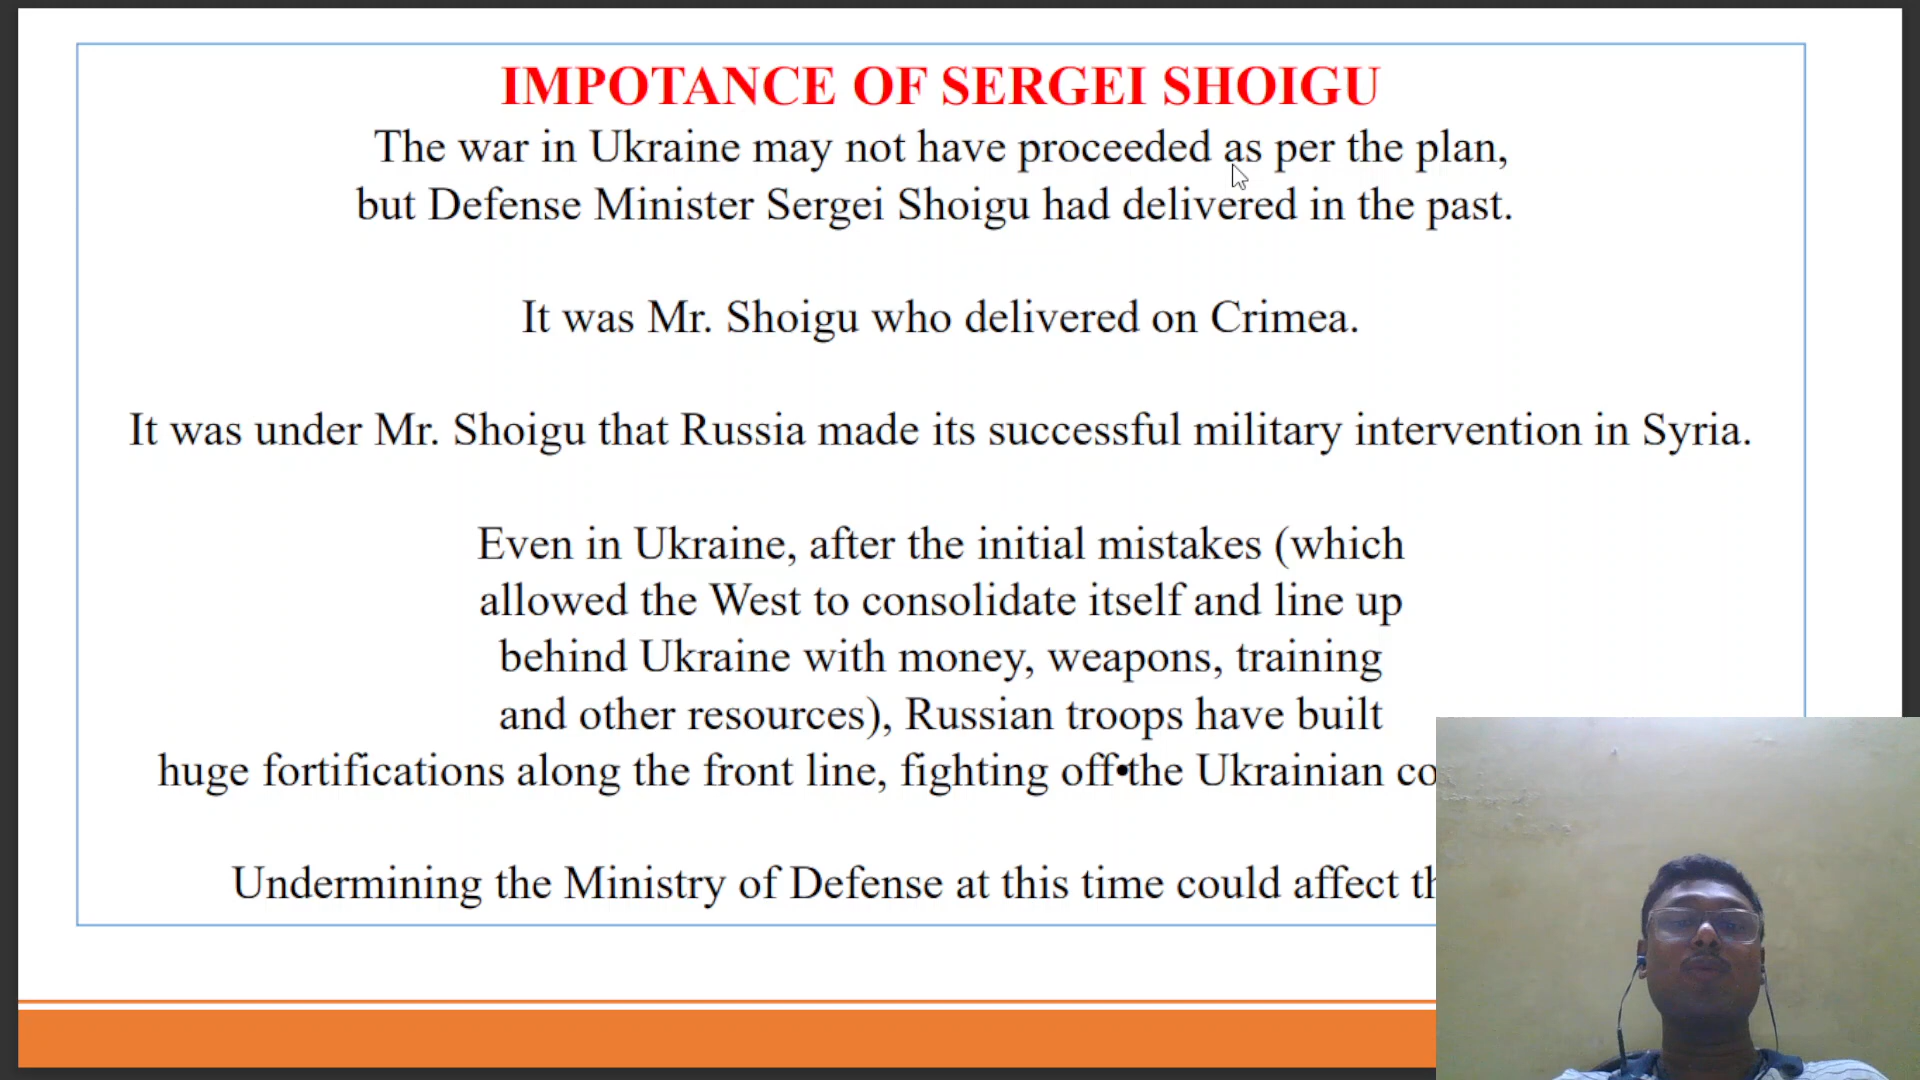 IMPOTANCE OF SERGEI SHOIGU
The war in Ukraine may not have proceeded as per the plan,
but Defense Minister Sergei Shoigu had delivered in the past.
It was Mr. Shoigu who delivered on Crimea.
It was under Mr. Shoigu that Russia made its successful military intervention in Syria.
Even in Ukraine, after the initial mistakes (which
allowed the West to consolidate itself and line up
behind Ukraine with money, weapons, training
and other resources), Russian troops have built
huge fortifications along the front line, fighting off•the Ukrainian
Undermining the Ministry of Defense at this time could affect